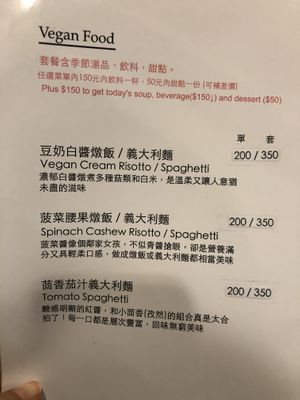 Vegan Food
套餐含季節湯品、飲料、甜點。
任選菜單內150元內飲料一杯，50元內甜點一份 (可補差價)
Plus $150 to get today's soup, beverage($150↓) and dessert ($50)
單 套
豆奶白醬燉飯 / 義大利麵 200 / 350
Vegan Cream Risotto / Spaghetti
濃郁白醬燉煮多種菇類和白米，是溫柔又讓人意猶
未盡的滋味
菠菜腰果燉飯 / 義大利麵 200 / 350
Spinach Cashew Risotto / Spaghetti
菠菜醬像個鄰家女孩，不似青醬搶眼，卻是營養滿
分又具輕柔口感，做成燉飯或義大利麵都相當美味
茴香茄汁義大利麵 200 / 350
Tomato Spaghetti
酸感明顯的紅醬，和小茴香(孜然)的組合真是太合
拍了！每一口都是層次豐富，回味無窮美味